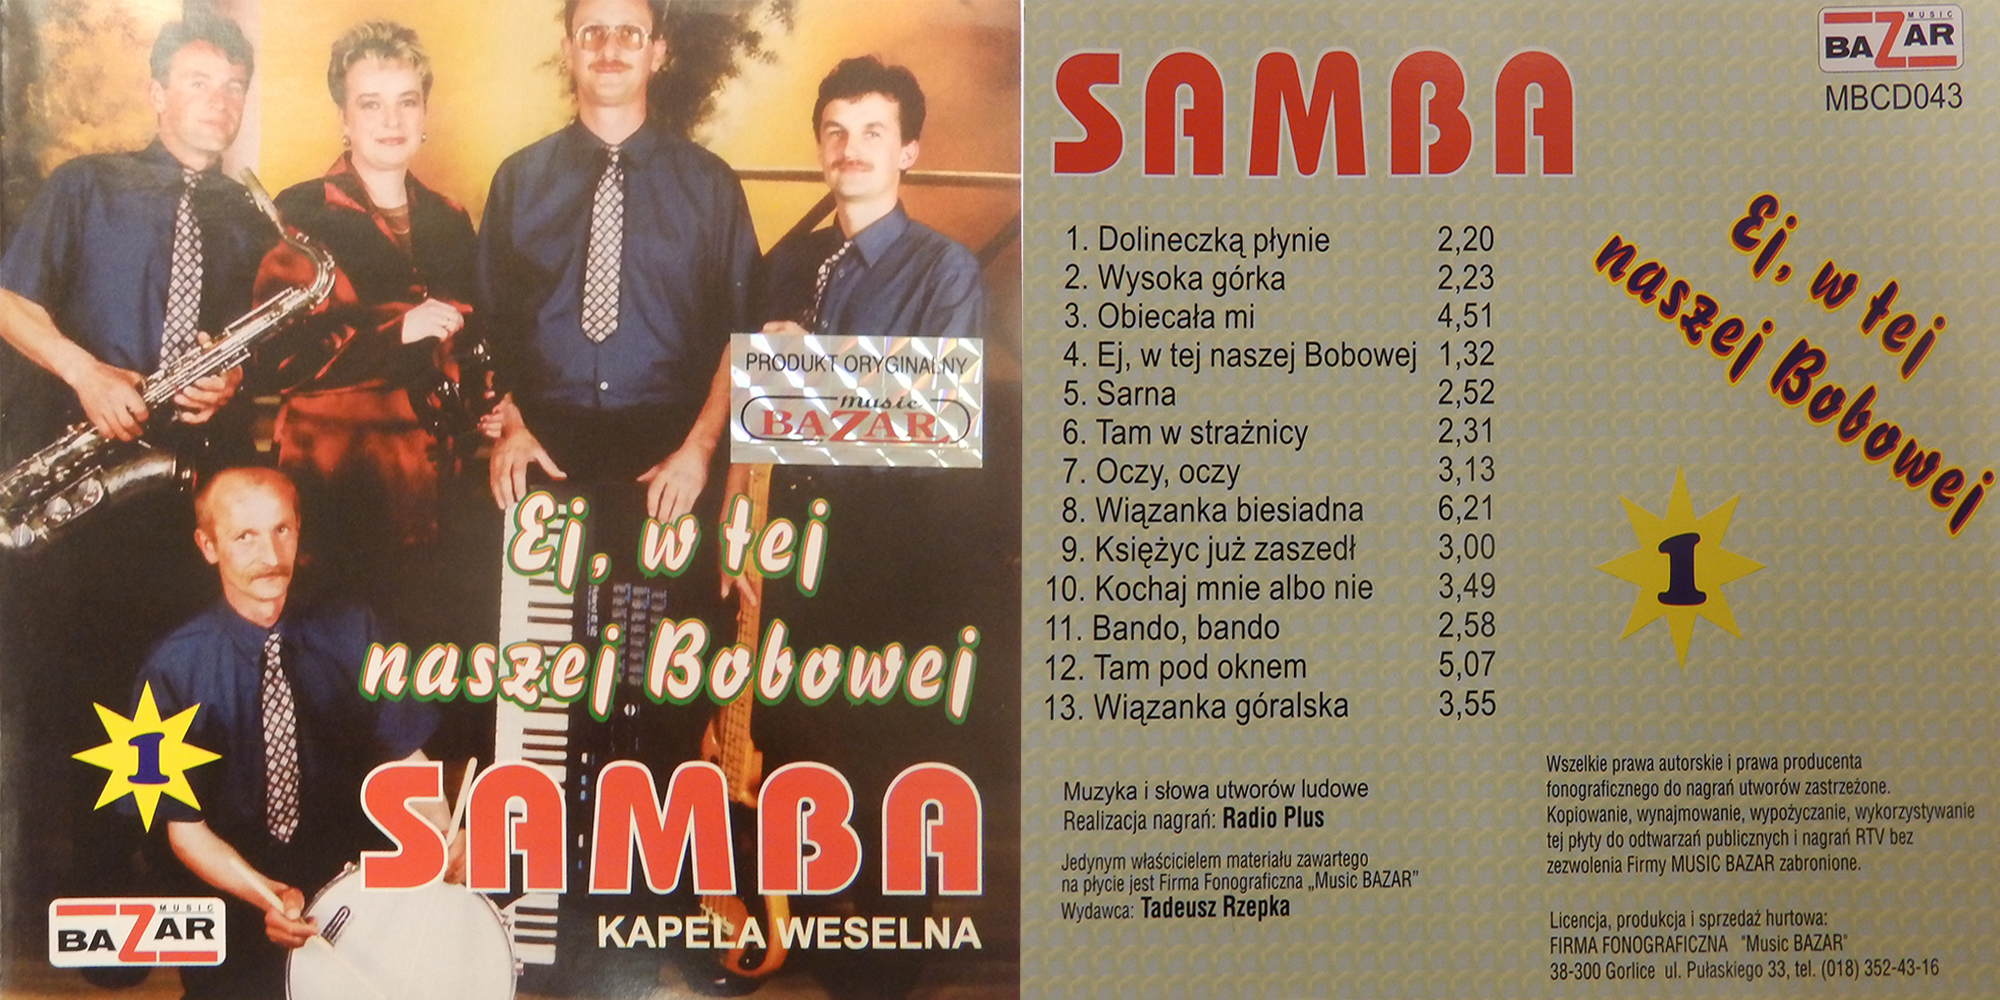 PRODUKT ORYGINALNY
music
BAZAR
Ej, w tej
naszej Bobowej
1
SAMBA
KAPELA WESELNA
MUSIC
BAZAR
MUSIC
BAZAR
MBCD043
SAMBA
Ej, w tej
naszej Bobowej
1
1. Dolineczką płynie 2,20
2. Wysoka górka 2,23
3. Obiecała mi 4,51
4. Ej, w tej naszej Bobowej 1,32
5. Sarna 2,52
6. Tam w strażnicy 2,31
7. Oczy, oczy 3,13
8. Wiązanka biesiadna 6,21
9. Księżyc już zaszedł 3,00
10. Kochaj mnie albo nie 3,49
11. Bando, bando 2,58
12. Tam pod oknem 5,07
13. Wiązanka góralska 3,55
Muzyka i słowa utworów ludowe
Realizacja nagrań: Radio Plus
Jedynym właścicielem materiału zawartego
na płycie jest Firma Fonograficzna „Music BAZAR”
Wydawca: Tadeusz Rzepka
Wszelkie prawa autorskie i prawa producenta
fonograficznego do nagrań utworów zastrzeżone.
Kopiowanie, wynajmowanie, wypożyczanie, wykorzystywanie
tej płyty do odtwarzań publicznych i nagrań RTV bez
zezwolenia Firmy MUSIC BAZAR zabronione.
Licencja, produkcja i sprzedaż hurtowa:
FIRMA FONOGRAFICZNA "Music BAZAR"
38-300 Gorlice ul. Pułaskiego 33, tel. (018) 352-43-16